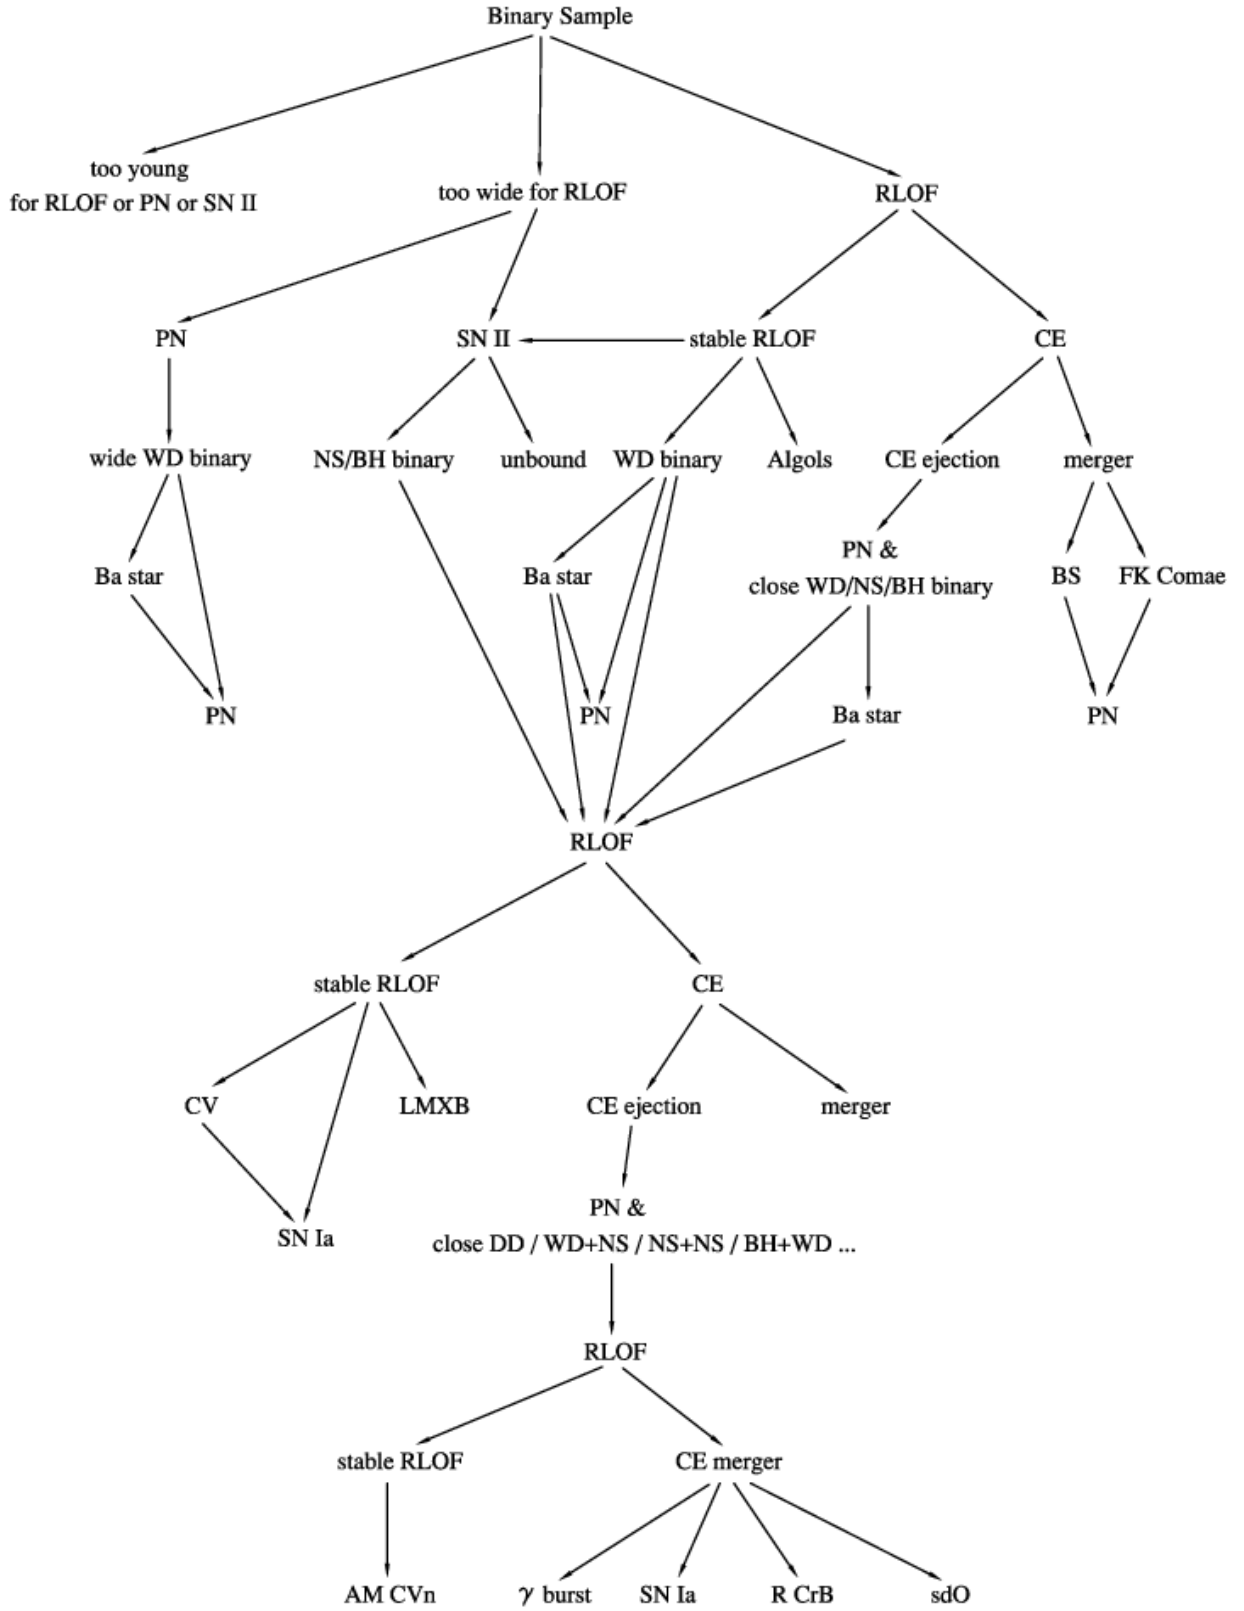 Binary Sample
too young
for RLOF or PN or SN II
too wide for RLOF
RLOF
PN
SN II
stable RLOF
CE
wide WD binary
NS/BH binary
unbound
WD binary
Algols
CE ejection
merger
Ba star
Ba star
PN &
close WD/NS/BH binary
BS
FK Comae
PN
PN
Ba star
PN
RLOF
stable RLOF
CE
CV
LMXB
CE ejection
merger
SN Ia
PN &
close DD / WD+NS / NS+NS / BH+WD ...
RLOF
stable RLOF
CE merger
AM CVn
γ burst
SN Ia
R CrB
sdO